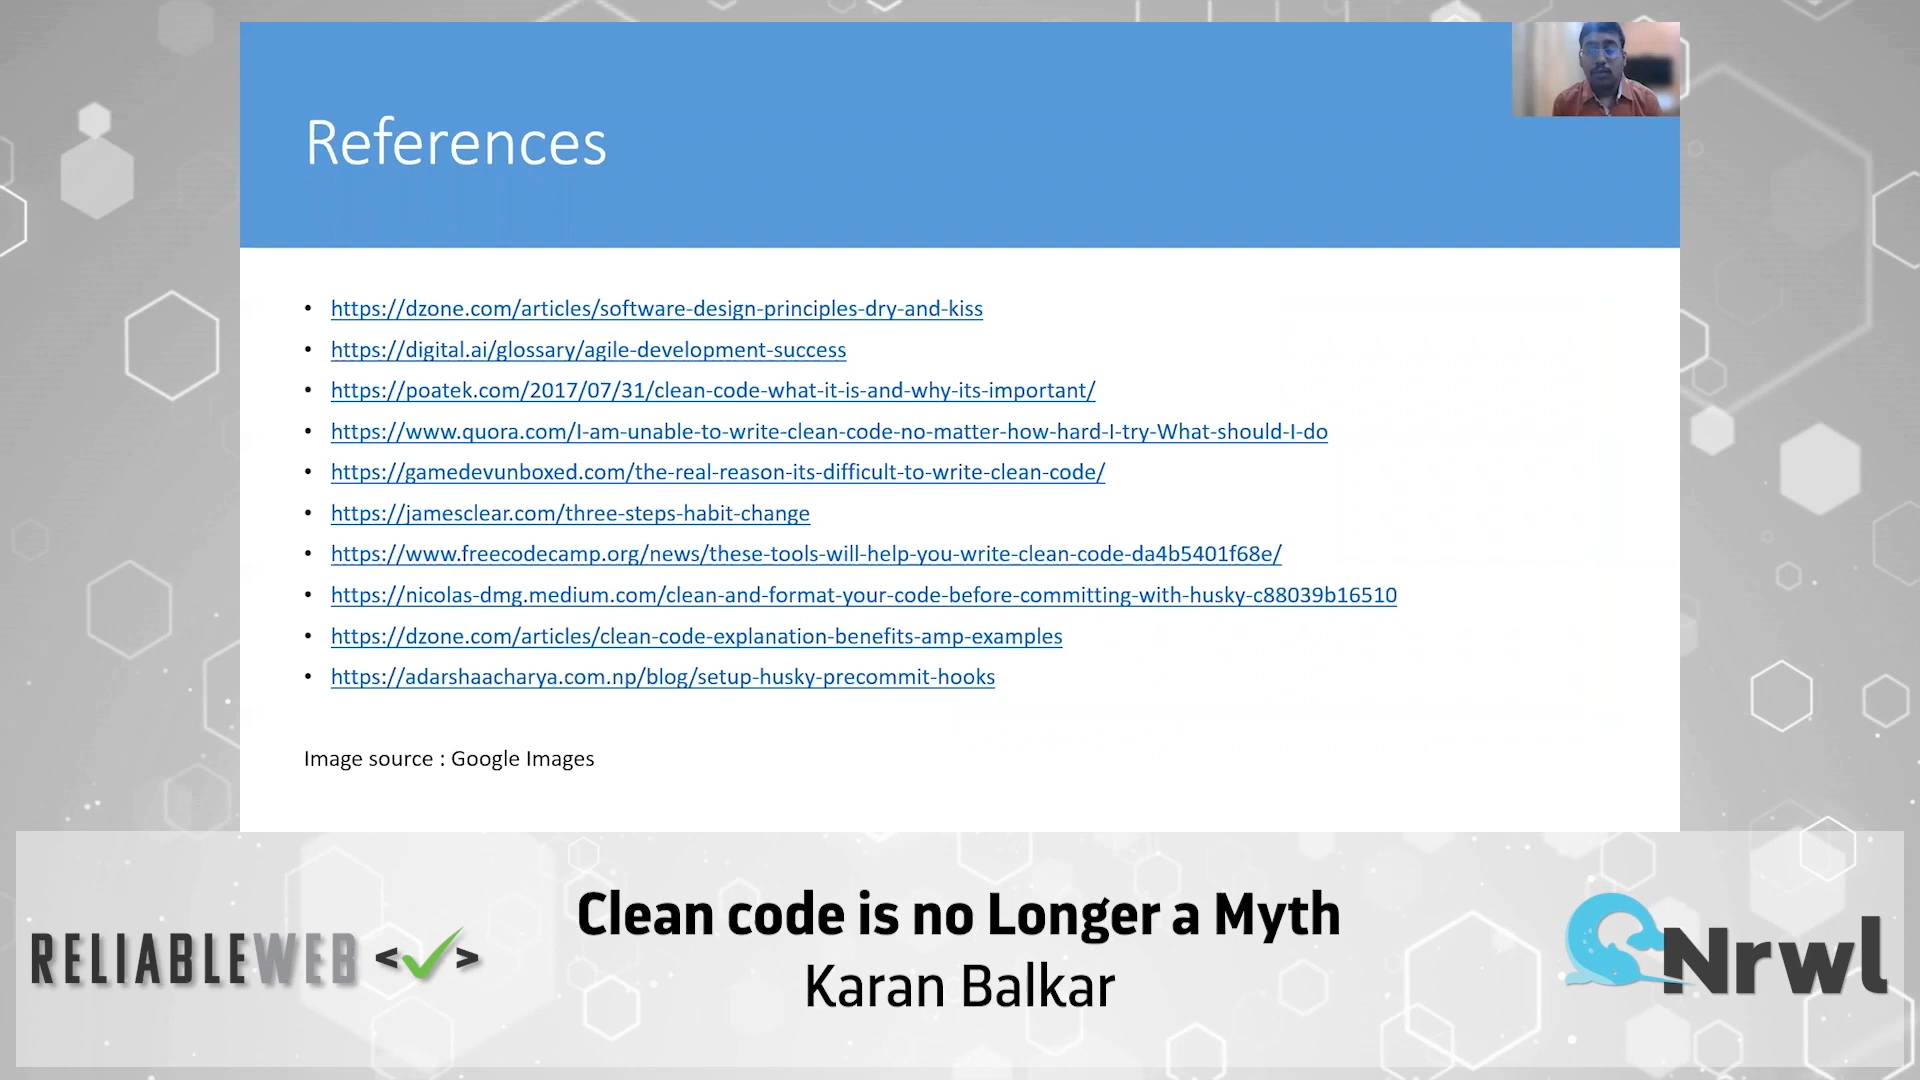 References
• https://dzone.com/articles/software-design-principles-dry-and-kiss
• https://digital.ai/glossary/agile-development-success
• https://poatek.com/2017/07/31/clean-code-what-it-is-and-why-its-important/
• https://www.quora.com/I-am-unable-to-write-clean-code-no-matter-how-hard-I-try-What-should-I-do
• https://gamedevunboxed.com/the-real-reason-its-difficult-to-write-clean-code/
• https://jamesclear.com/three-steps-habit-change
• https://www.freecodecamp.org/news/these-tools-will-help-you-write-clean-code-da4b5401f68e/
• https://nicolas-dmg.medium.com/clean-and-format-your-code-before-committing-with-husky-c88039b16510
• https://dzone.com/articles/clean-code-explanation-benefits-amp-examples
• https://adarshaacharya.com.np/blog/setup-husky-precommit-hooks
Image source : Google Images
RELIABLEWEB <✓>
Clean code is no Longer a Myth
Karan Balkar
Nrwl